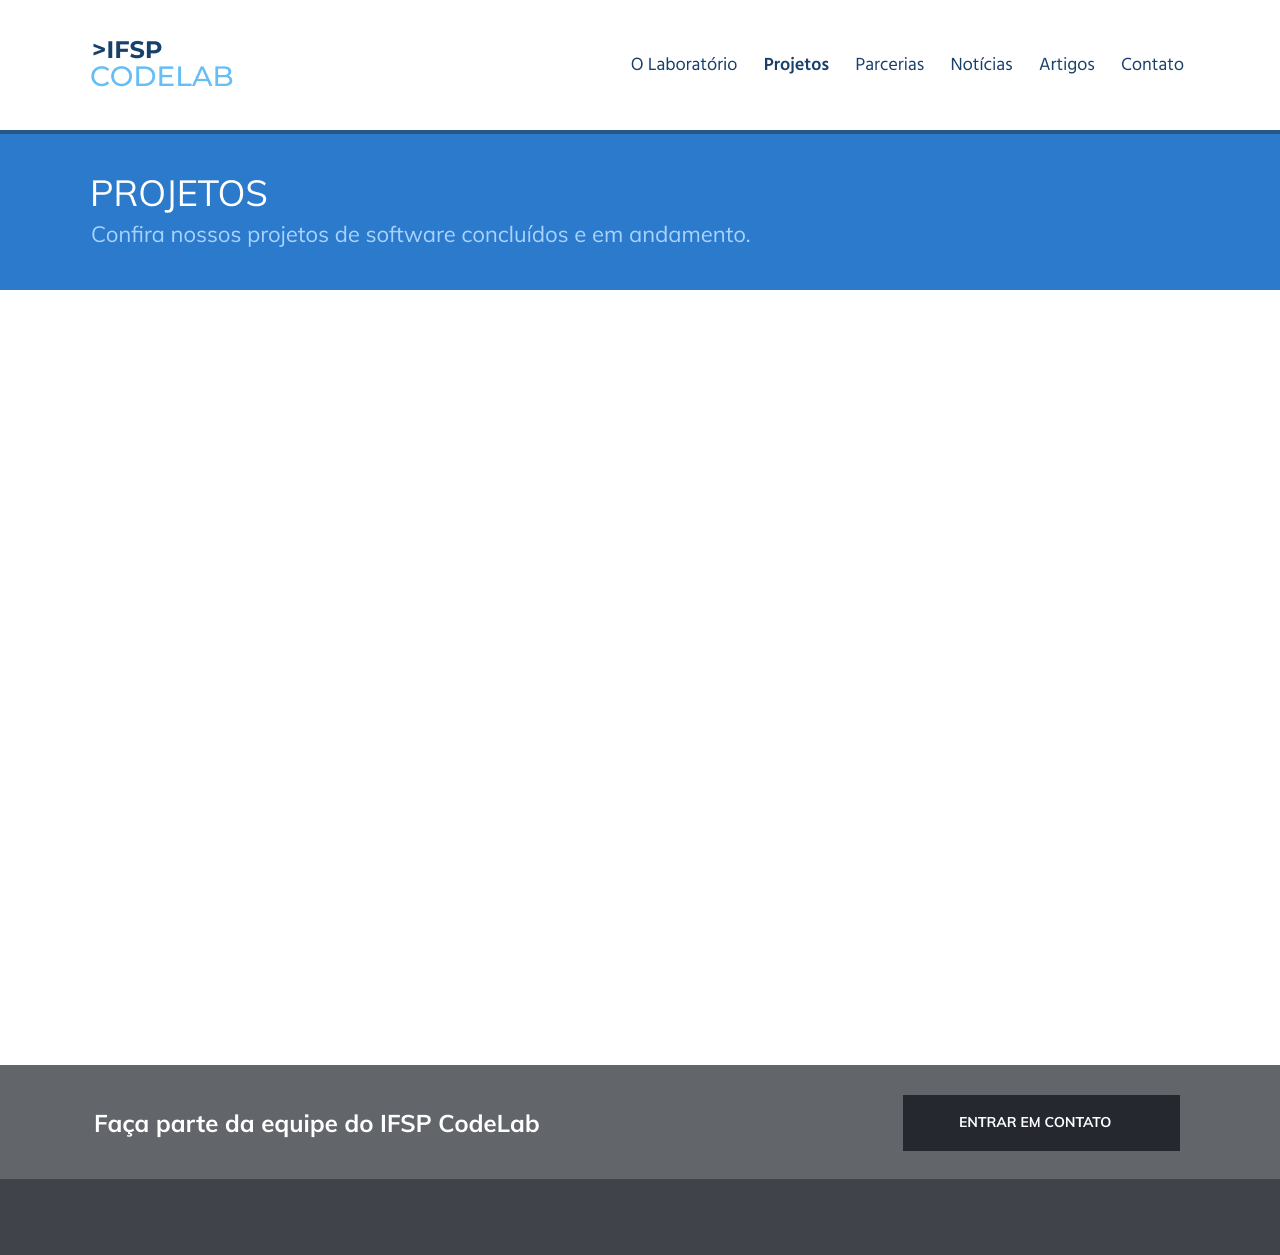 >IFSP
CODELAB
O Laboratório Projetos Parcerias Notícias Artigos Contato
PROJETOS
Confira nossos projetos de software concluídos e em andamento.
Faça parte da equipe do IFSP CodeLab
ENTRAR EM CONTATO